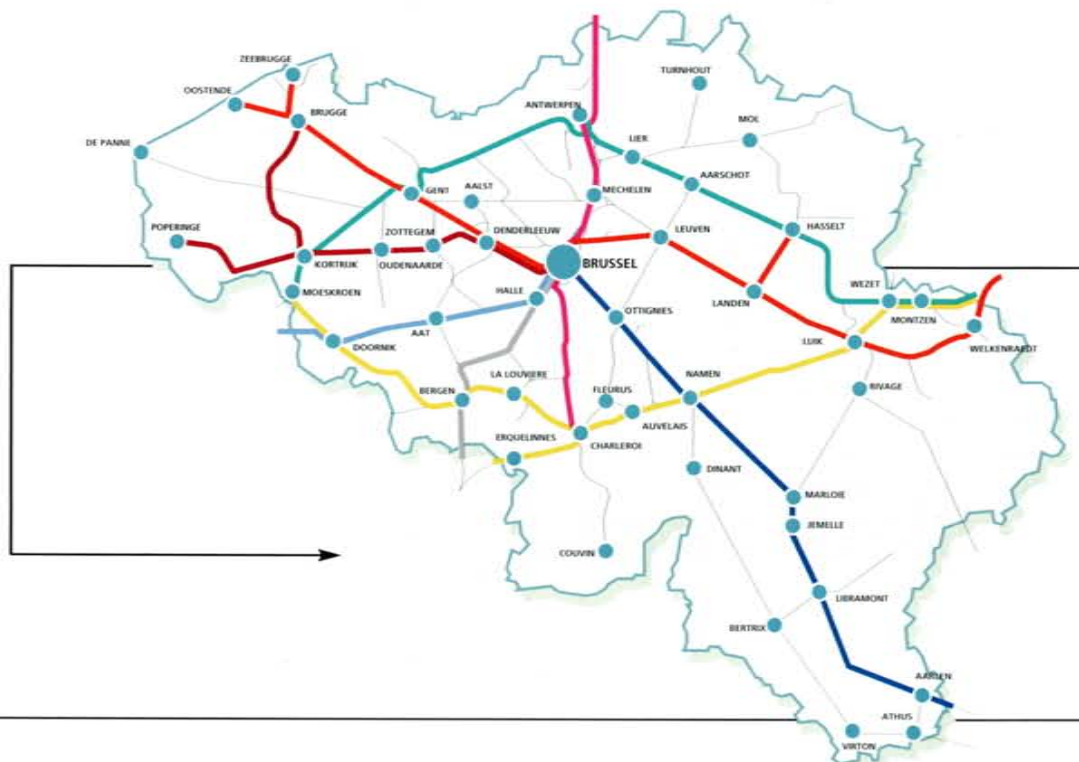 ZEEBRUGGE
TURNHOUT
OOSTENDE
ANTWERPEN
BRUGGE
MOL
DE PANNE
LIER
AARSCHOT
GENT
AALST
MECHELEN
POPERINGE
ZOTTEGEM
DENDERLEEUW
LEUVEN
HASSELT
KORTRIJK
OUDENAARDE
BRUSSEL
MOESKROEN
HALLE
LANDEN
WEZET
AAT
OTTIGNIES
MONTZEN
DOORNIK
LUIK
WELKENRAEDT
LA LOUVIERE
FLEURUS
NAMEN
RIVAGE
BERGEN
AUVELAIS
ERQUELINNES
CHARLEROI
DINANT
MARLOIE
JEMELLE
COUVIN
LIBRAMONT
BERTRIX
AARLEN
ATHUS
VIRTON